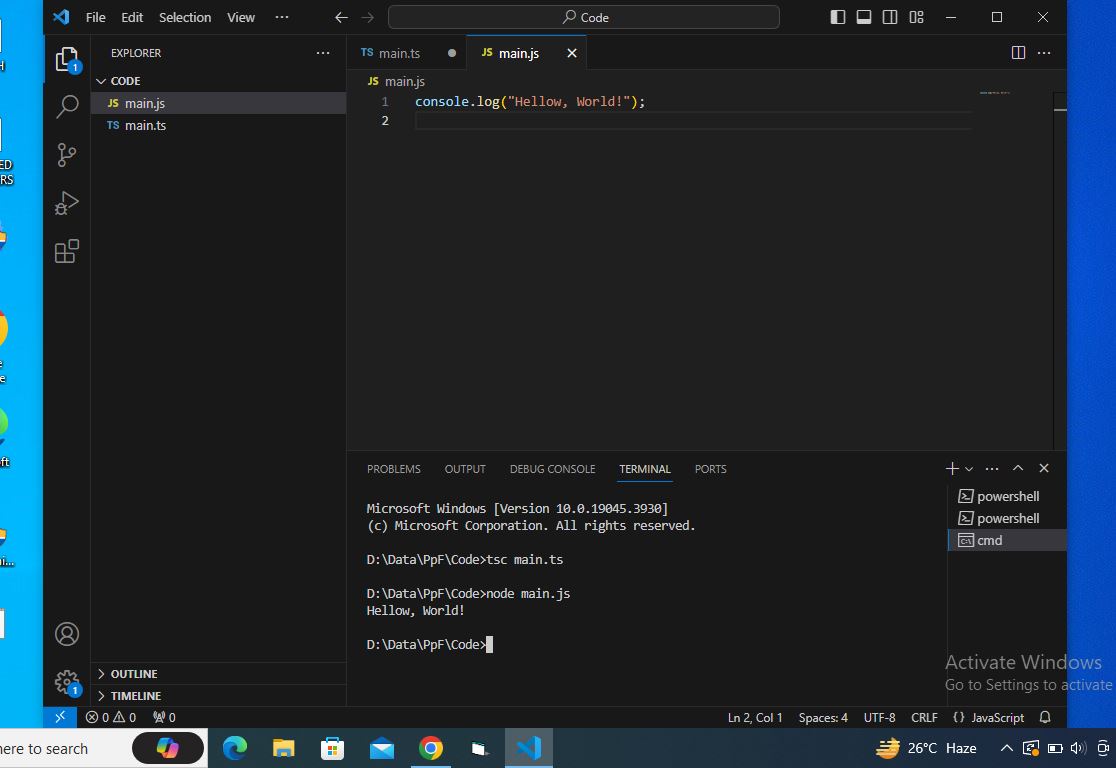 File Edit Selection View ··· Code
EXPLORER ···
CODE
JS main.js
TS main.ts
TS main.ts
JS main.js
JS main.js
1 console.log("Hellow, World!");
2
PROBLEMS OUTPUT DEBUG CONSOLE TERMINAL PORTS
Microsoft Windows [Version 10.0.19045.3930]
(c) Microsoft Corporation. All rights reserved.
D:\Data\PpF\Code>tsc main.ts
D:\Data\PpF\Code>node main.js
Hellow, World!
D:\Data\PpF\Code>
powershell
powershell
cmd
1
OUTLINE
TIMELINE
1
Activate Windows
Go to Settings to activate
0 0 0
Ln 2, Col 1 Spaces: 4 UTF-8 CRLF {} JavaScript
here to search
26°C Haze